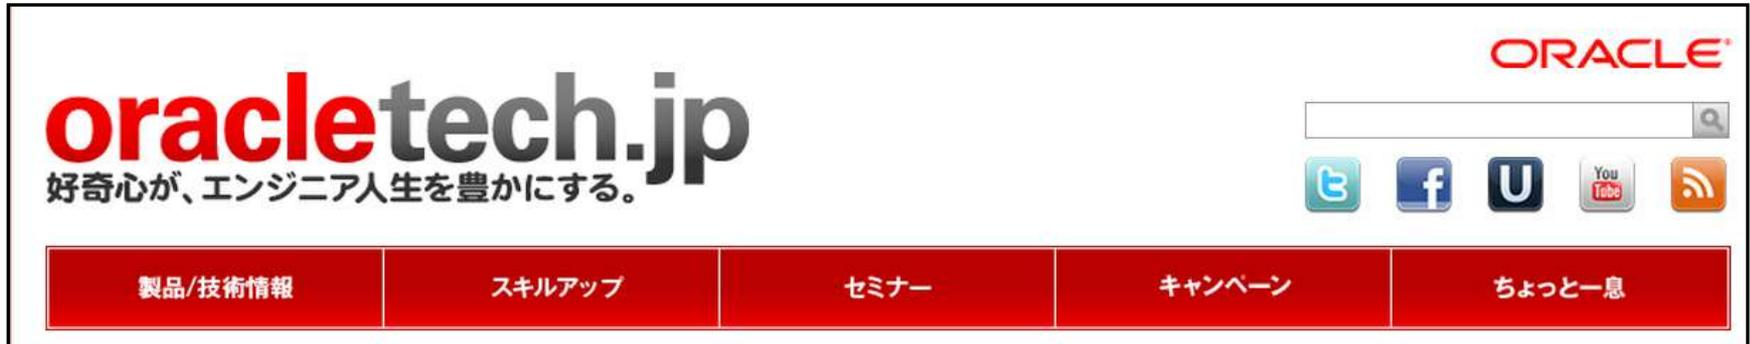 ORACLE
oracletech.jp
好奇心が、エンジニア人生を豊かにする。
t f U You Tube
製品/技術情報 スキルアップ セミナー キャンペーン ちょっと一息